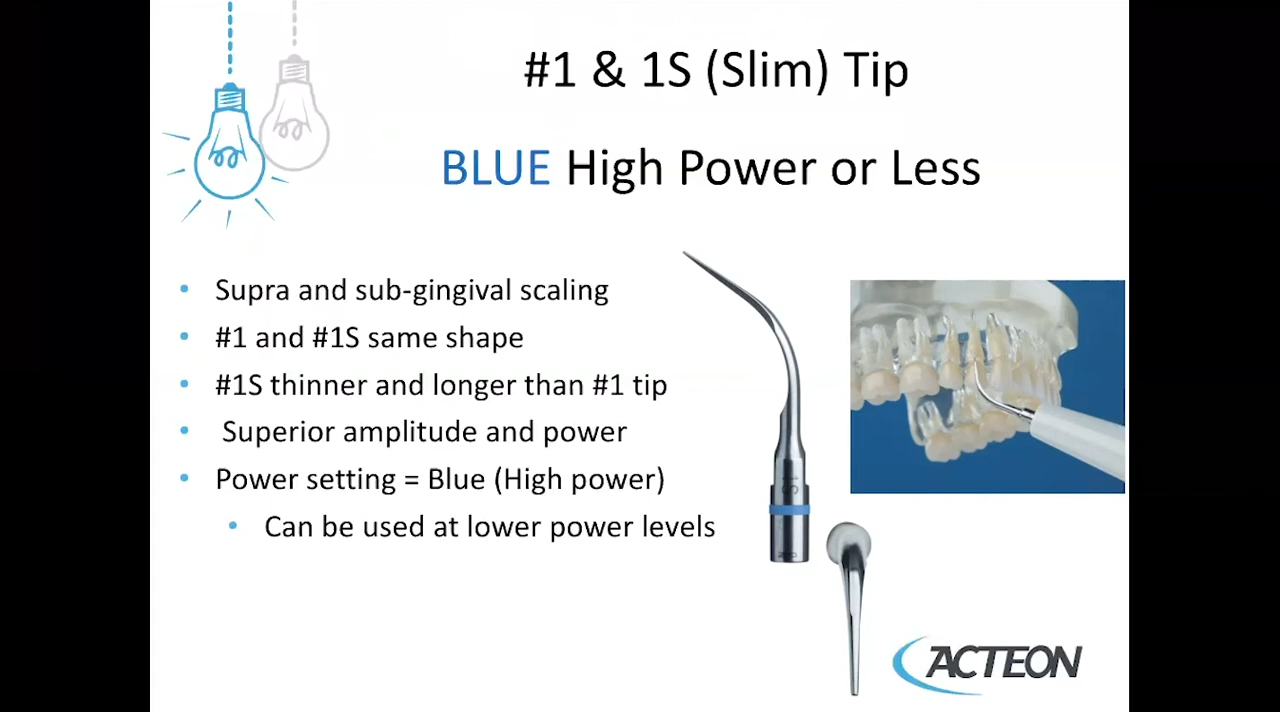 #1 & 1S (Slim) Tip
BLUE High Power or Less
• Supra and sub-gingival scaling
• #1 and #1S same shape
• #1S thinner and longer than #1 tip
• Superior amplitude and power
• Power setting = Blue (High power)
• Can be used at lower power levels
1S
ACTEON